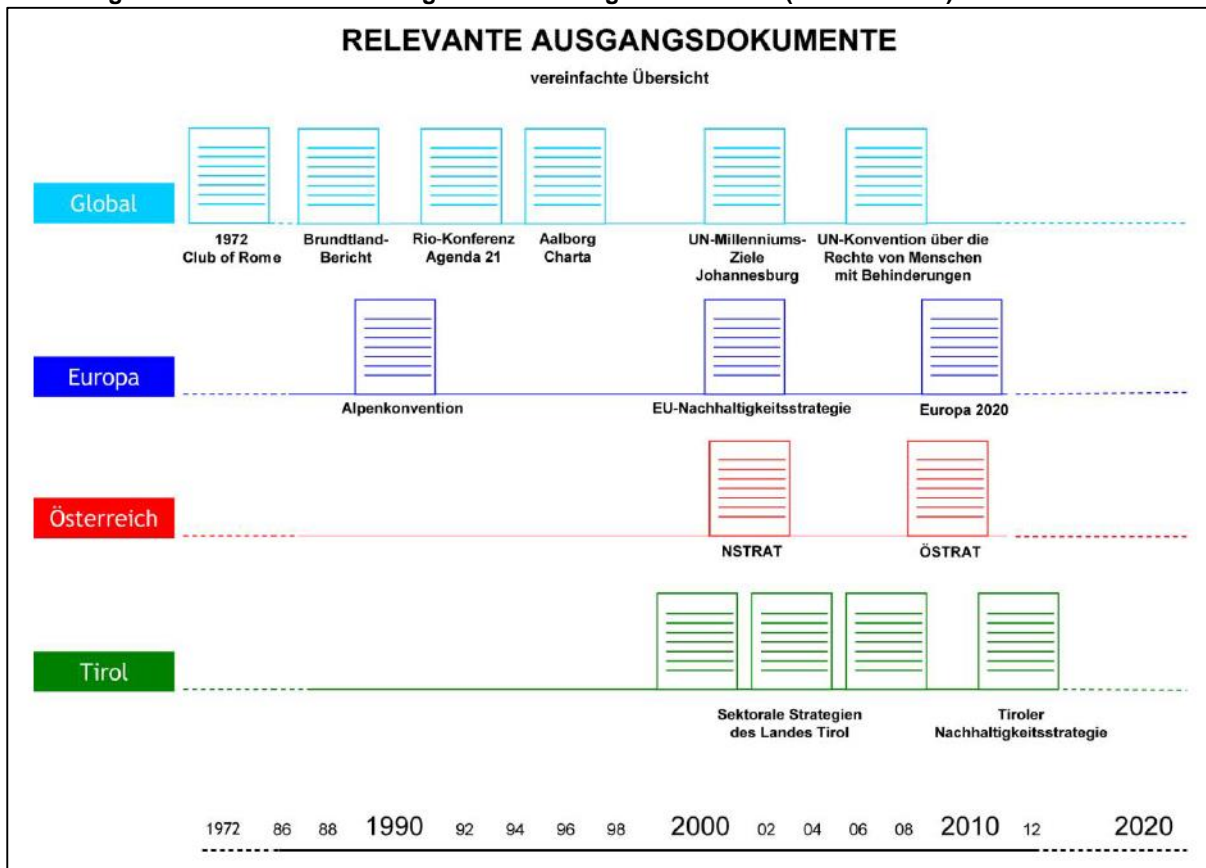 RELEVANTE AUSGANGSDOKUMENTE
vereinfachte Übersicht
Global
1972
Club of Rome
Brundtland-
Bericht
Rio-Konferenz
Agenda 21
Aalborg
Charta
UN-Millenniums-
Ziele
Johannesburg
UN-Konvention über die
Rechte von Menschen
mit Behinderungen
Europa
Alpenkonvention
EU-Nachhaltigkeitsstrategie
Europa 2020
Österreich
NSTRAT
ÖSTRAT
Tirol
Sektorale Strategien
des Landes Tirol
Tiroler
Nachhaltigkeitsstrategie
1972 86 88 1990 92 94 96 98 2000 02 04 06 08 2010 12 2020